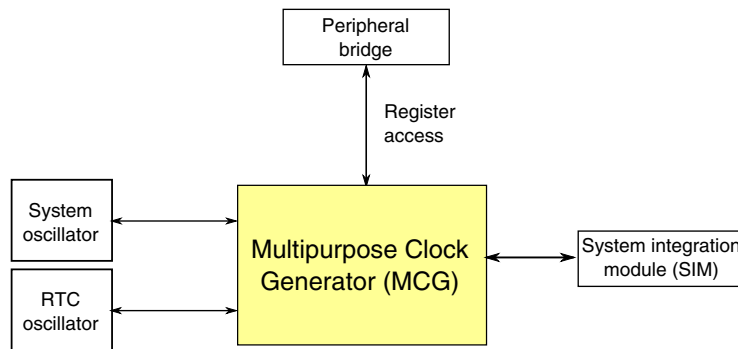 Peripheral
bridge
Register
access
System
oscillator
Multipurpose Clock
Generator (MCG)
System integration
module (SIM)
RTC
oscillator